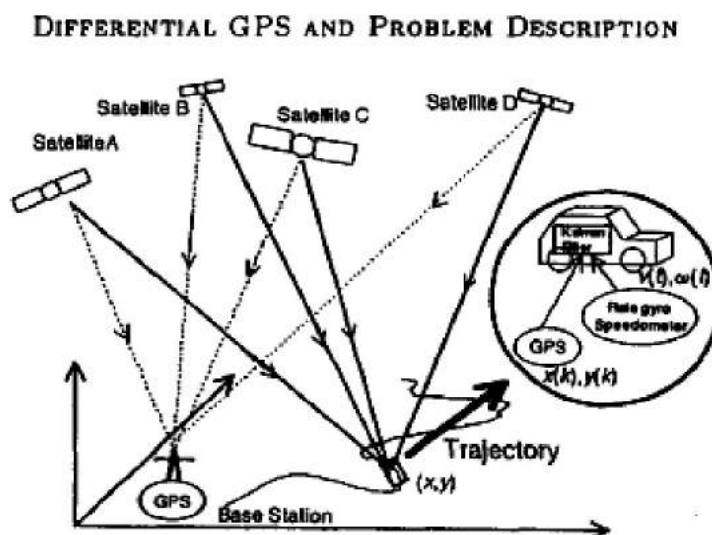 DIFFERENTIAL GPS AND PROBLEM DESCRIPTION
Satellite B
Satellite C
Satellite D
Satellite A
Kalman
filter
V(t), ω(t)
Rate gyro
Speedometer
GPS
x(k), y(k)
Trajectory
(x,y)
GPS
Base Station